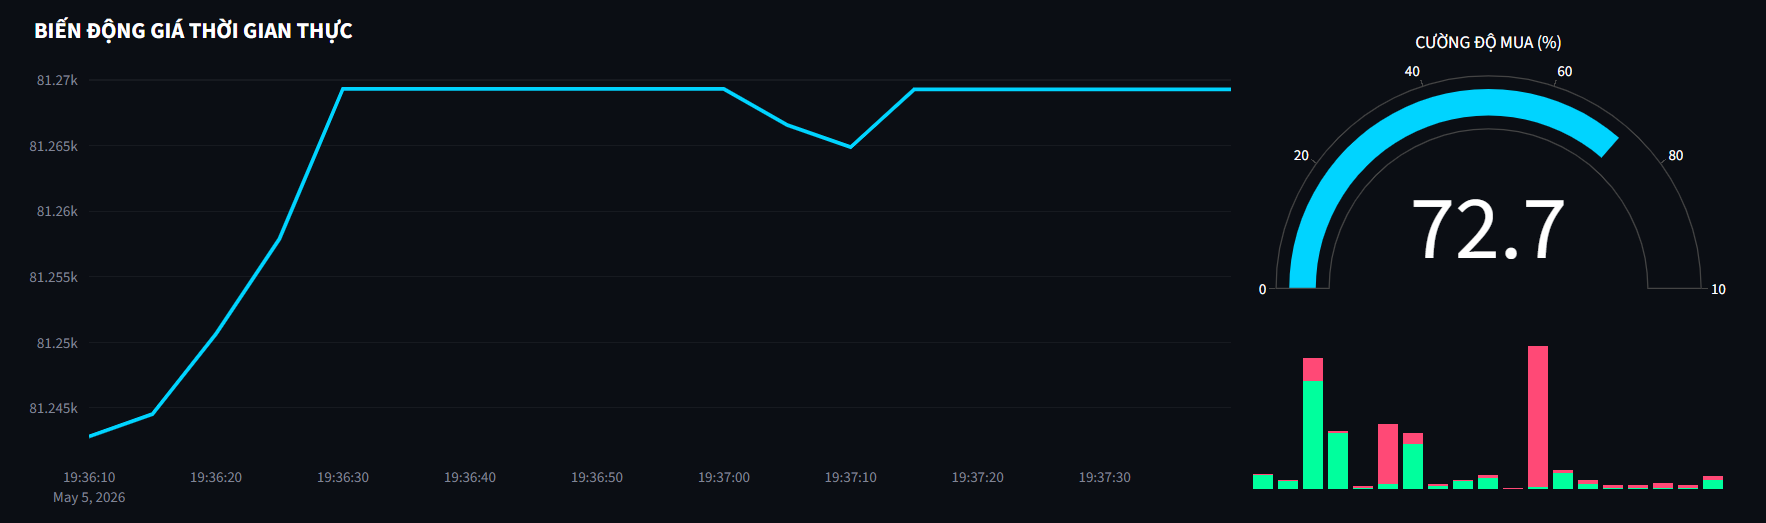 BIẾN ĐỘNG GIÁ THỜI GIAN THỰC
81.27k
81.265k
81.26k
81.255k
81.25k
81.245k
19:36:10 19:36:20 19:36:30 19:36:40 19:36:50 19:37:00 19:37:10 19:37:20 19:37:30
May 5, 2026
CƯỜNG ĐỘ MUA (%)
40 60
20 80
72.7
0 10